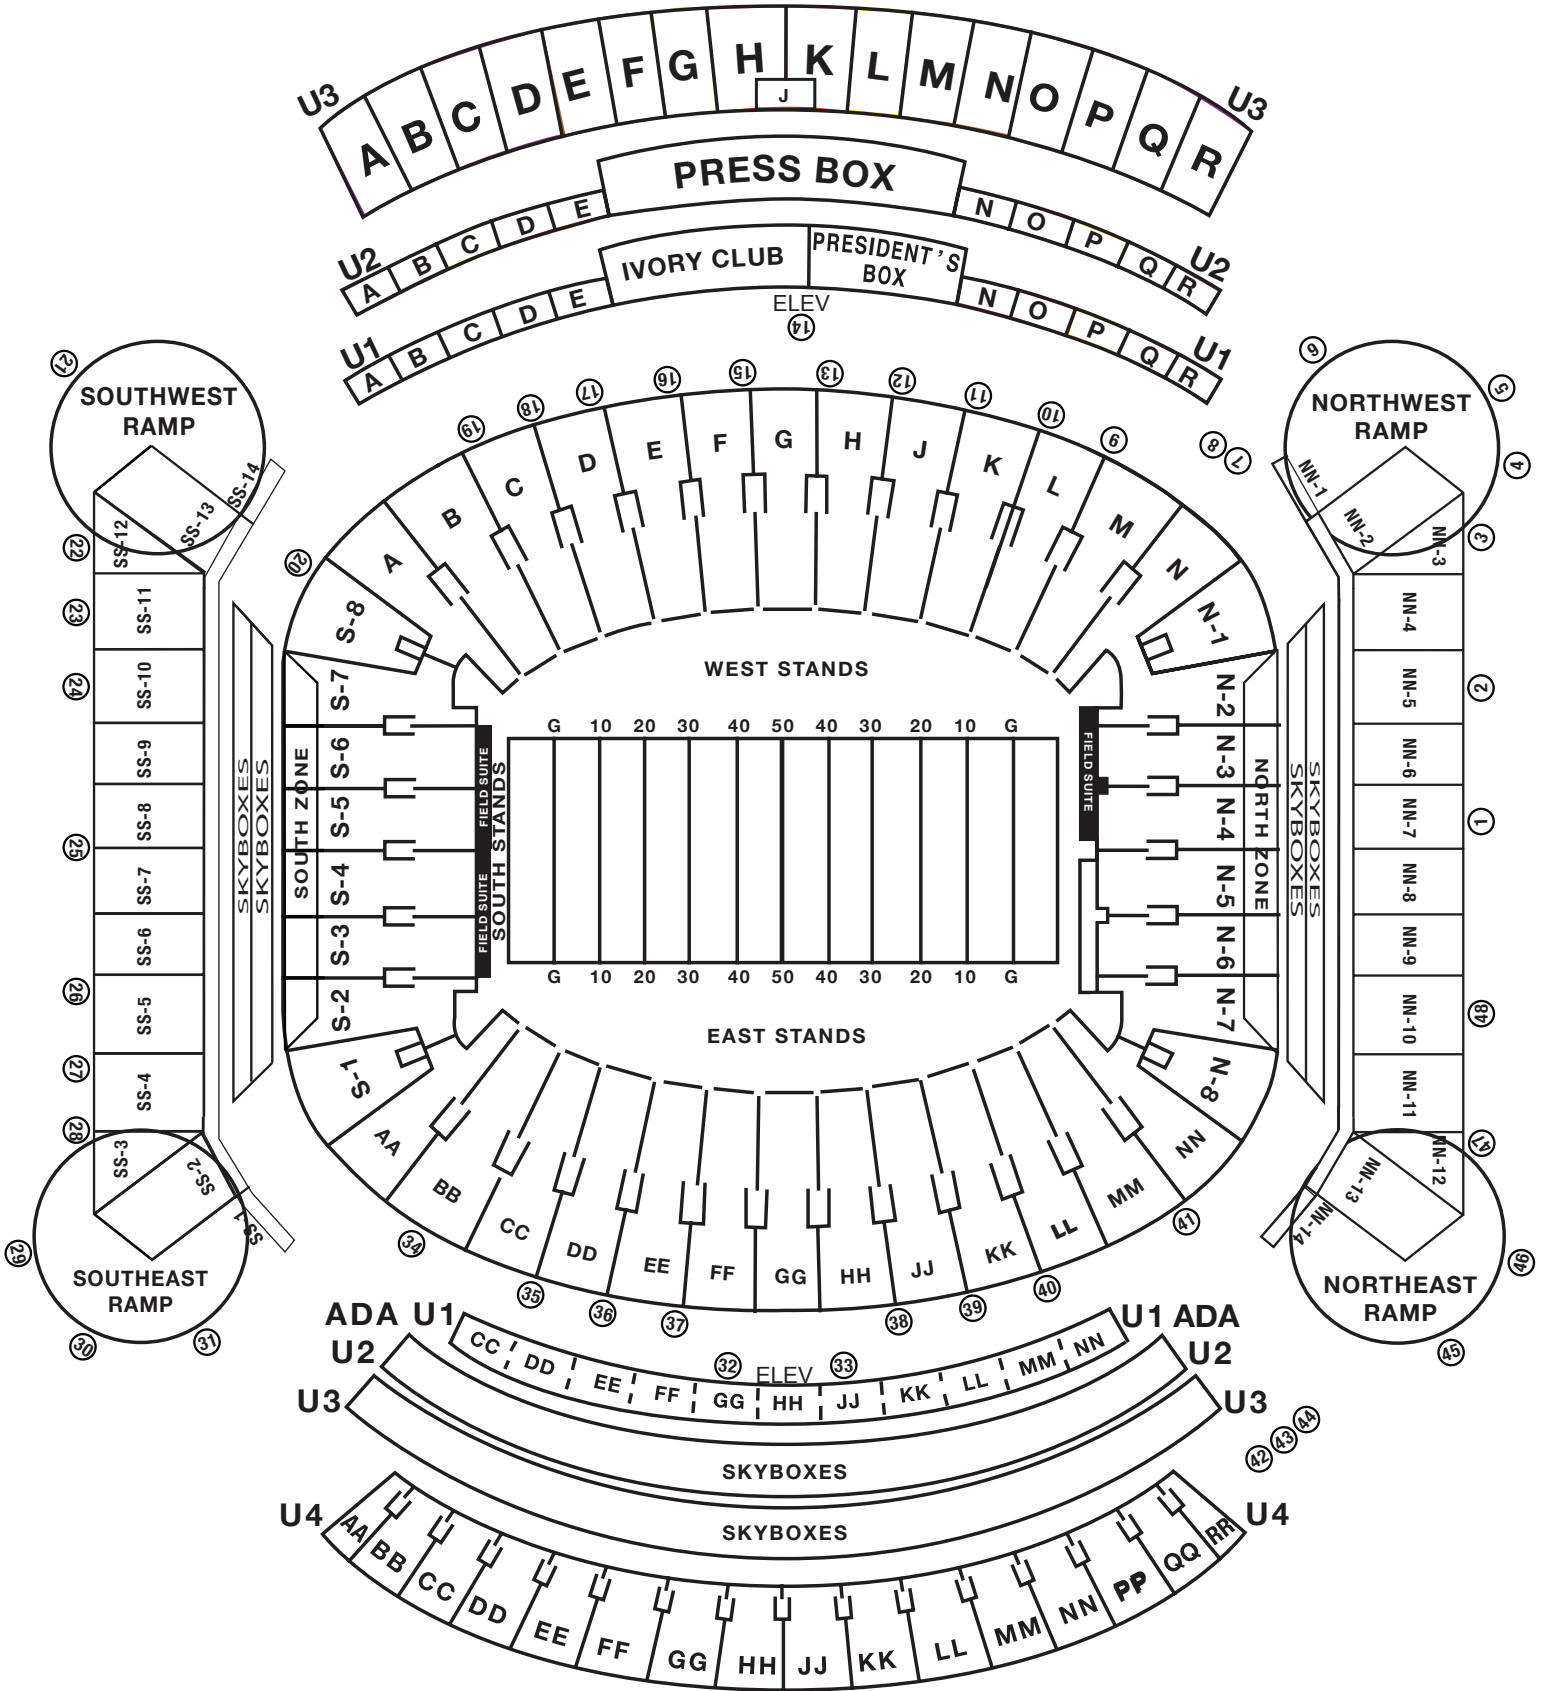 U3
A
B
C
D
E
F
G
H
J
K
L
M
N
O
P
Q
R
U3
PRESS BOX
U2
A
B
C
D
E
N
O
P
Q
R
U2
IVORY CLUB
PRESIDENT'S
BOX
U1
A
B
C
D
E
N
O
P
Q
R
U1
ELEV
14
21
SOUTHWEST
RAMP
6
5
NORTHWEST
RAMP
4
19
18
17
16
15
13
12
11
10
9
8
7
20
A
B
C
D
E
F
G
H
J
K
L
M
N
SS-14
SS-13
SS-12
SS-11
SS-10
SS-9
SS-8
SS-7
SS-6
SS-5
SS-4
SS-3
SS-2
SS-1
22
23
24
25
26
27
28
SKYBOXES
SKYBOXES
SOUTH ZONE
S-8
S-7
S-6
S-5
S-4
S-3
S-2
S-1
FIELD SUITE
FIELD SUITE
SOUTH STANDS
WEST STANDS
G 10 20 30 40 50 40 30 20 10 G
G 10 20 30 40 50 40 30 20 10 G
EAST STANDS
FIELD SUITE
N-1
N-2
N-3
N-4
N-5
N-6
N-7
N-8
NORTH ZONE
SKYBOXES
SKYBOXES
NN-1
NN-2
NN-3
NN-4
NN-5
NN-6
NN-7
NN-8
NN-9
NN-10
NN-11
NN-12
NN-13
NN-14
3
2
1
48
47
AA
BB
CC
DD
EE
FF
GG
HH
JJ
KK
LL
MM
NN
29
SOUTHEAST
RAMP
30
31
34
35
36
37
38
39
40
41
46
NORTHEAST
RAMP
45
ADA U1
CC
DD
EE
FF
GG
HH
JJ
KK
LL
MM
NN
U1 ADA
32
ELEV
33
U2
U2
SKYBOXES
U3
U3
SKYBOXES
42
43
44
U4
AA
BB
CC
DD
EE
FF
GG
HH
JJ
KK
LL
MM
NN
PP
QQ
RR
U4